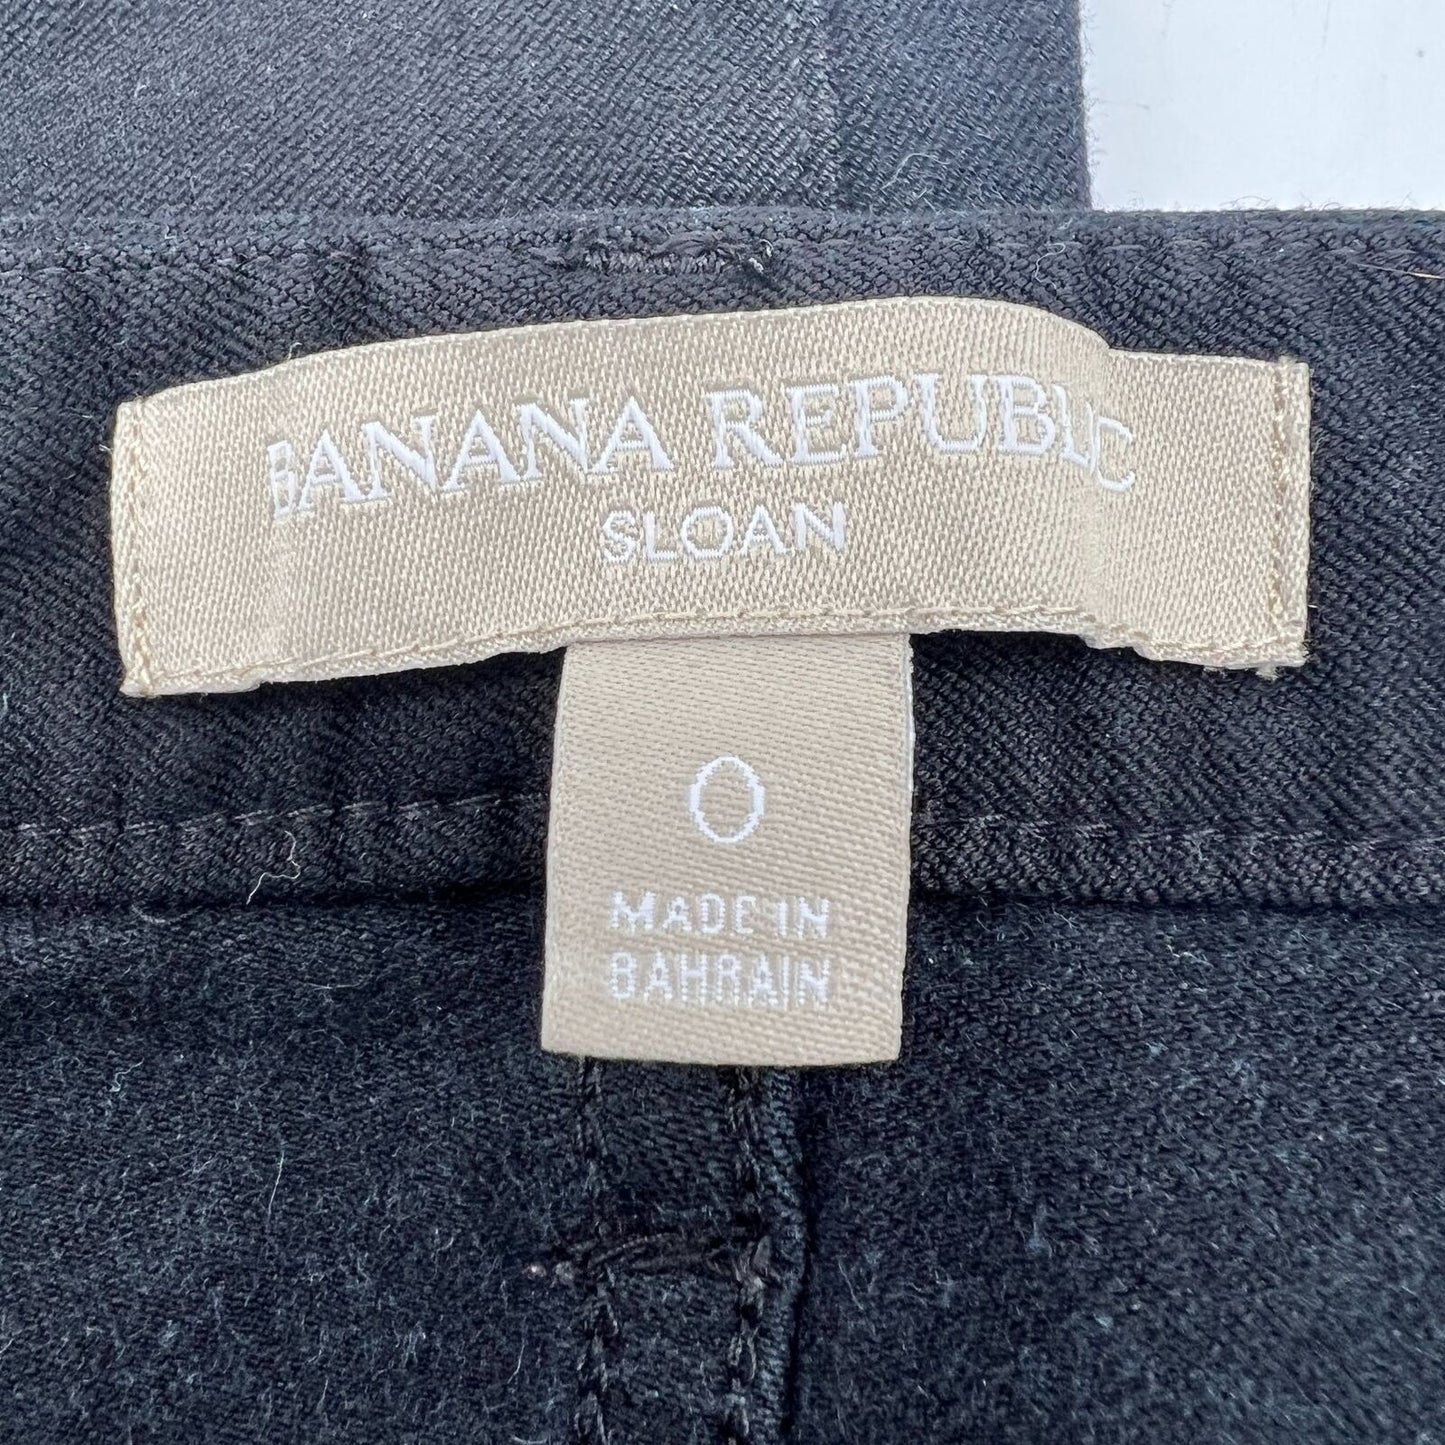 BANANA REPUBLIC
SLOAN
0
MADE IN
BAHRAIN